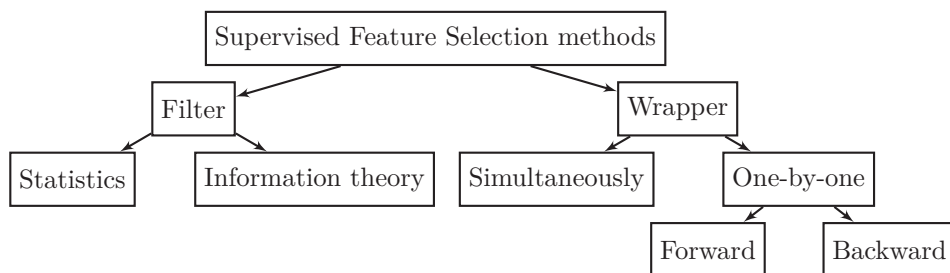 Supervised Feature Selection methods
Filter
Wrapper
Statistics
Information theory
Simultaneously
One-by-one
Forward
Backward